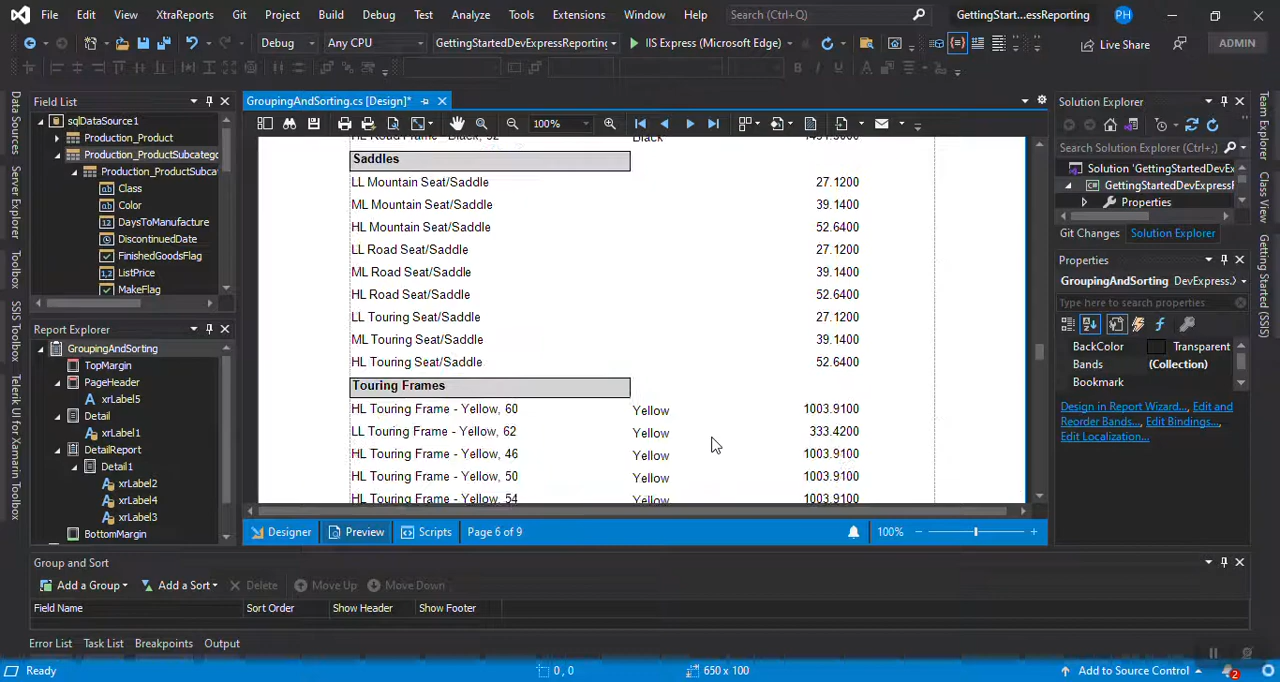 File Edit View XtraReports Git Project Build Debug Test Analyze Tools Extensions Window Help Search (Ctrl+Q) GettingStart...essReporting PH
Debug Any CPU GettingStartedDevExpressReporting IIS Express (Microsoft Edge) Live Share ADMIN
Data Sources
Server Explorer
Toolbox
SSIS Toolbox
Telerik UI for Xamarin Toolbox
Field List
sqlDataSource1
Production_Product
Production_ProductSubcatego
Production_ProductSubca
Class
Color
DaysToManufacture
DiscontinuedDate
FinishedGoodsFlag
ListPrice
MakeFlag
Report Explorer
GroupingAndSorting
TopMargin
PageHeader
xrLabel5
Detail
xrLabel1
DetailReport
Detail1
xrLabel2
xrLabel4
xrLabel3
BottomMargin
GroupingAndSorting.cs [Design]*
100%
HL Road Frame - Black, 52 Black
Saddles
LL Mountain Seat/Saddle 27.1200
ML Mountain Seat/Saddle 39.1400
HL Mountain Seat/Saddle 52.6400
LL Road Seat/Saddle 27.1200
ML Road Seat/Saddle 39.1400
HL Road Seat/Saddle 52.6400
LL Touring Seat/Saddle 27.1200
ML Touring Seat/Saddle 39.1400
HL Touring Seat/Saddle 52.6400
Touring Frames
HL Touring Frame - Yellow, 60 Yellow 1003.9100
LL Touring Frame - Yellow, 62 Yellow 333.4200
HL Touring Frame - Yellow, 46 Yellow 1003.9100
HL Touring Frame - Yellow, 50 Yellow 1003.9100
HL Touring Frame - Yellow, 54 Yellow 1003.9100
Designer Preview Scripts Page 6 of 9 100%
Solution Explorer
Search Solution Explorer (Ctrl+;)
Solution 'GettingStartedDevEx
GettingStartedDevExpressF
Properties
Git Changes Solution Explorer
Properties
GroupingAndSorting DevExpress.
Type here to search properties
BackColor Transparent
Bands (Collection)
Bookmark
Design in Report Wizard..., Edit and
Reorder Bands..., Edit Bindings...,
Edit Localization...
Team Explorer
Class View
Getting Started (SSIS)
Group and Sort
Add a Group Add a Sort Delete Move Up Move Down
Field Name Sort Order Show Header Show Footer
Error List Task List Breakpoints Output
Ready 0 , 0 650 x 100 Add to Source Control 2